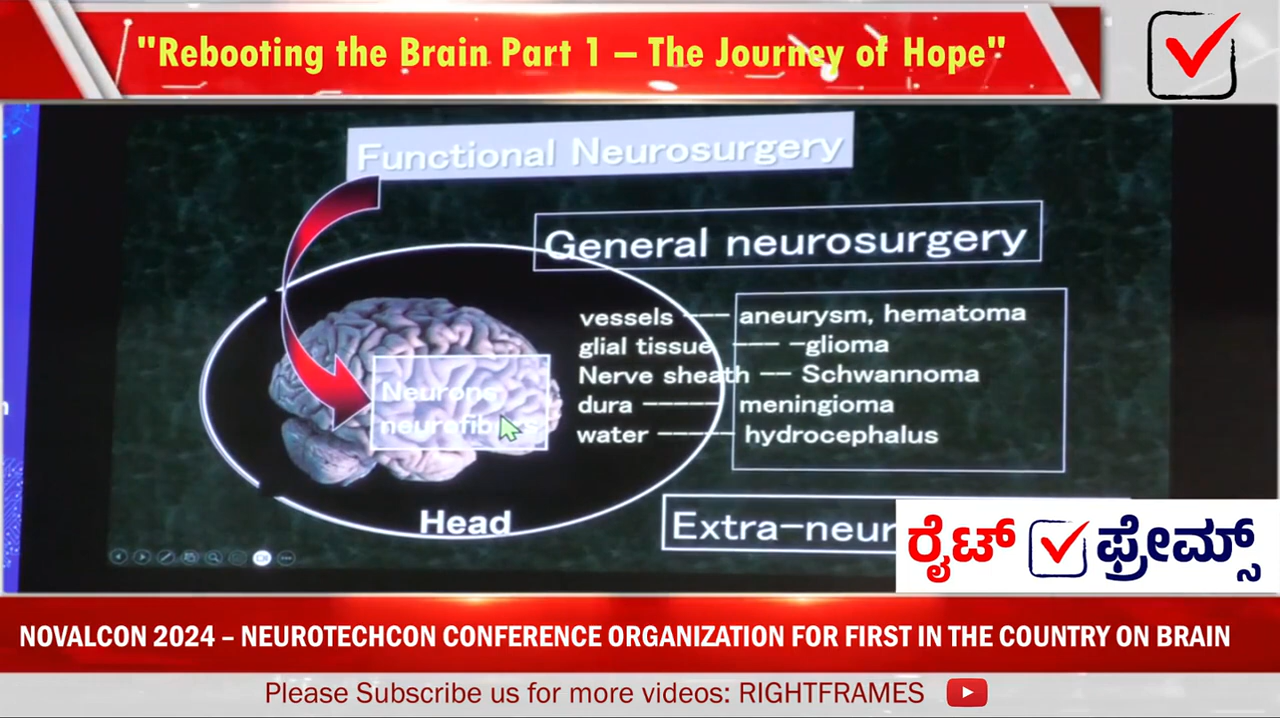 "Rebooting the Brain Part 1 – The Journey of Hope"
Functional Neurosurgery
General neurosurgery
vessels --- aneurysm, hematoma
glial tissue --- -glioma
Nerve sheath -- Schwannoma
dura ----- meningioma
water ----- hydrocephalus
Neurons
Head
ರೈಟ್ ಫ್ರೇಮ್ಸ್
NOVALCON 2024 – NEUROTECHCON CONFERENCE ORGANIZATION FOR FIRST IN THE COUNTRY ON BRAIN
Please Subscribe us for more videos: RIGHTFRAMES